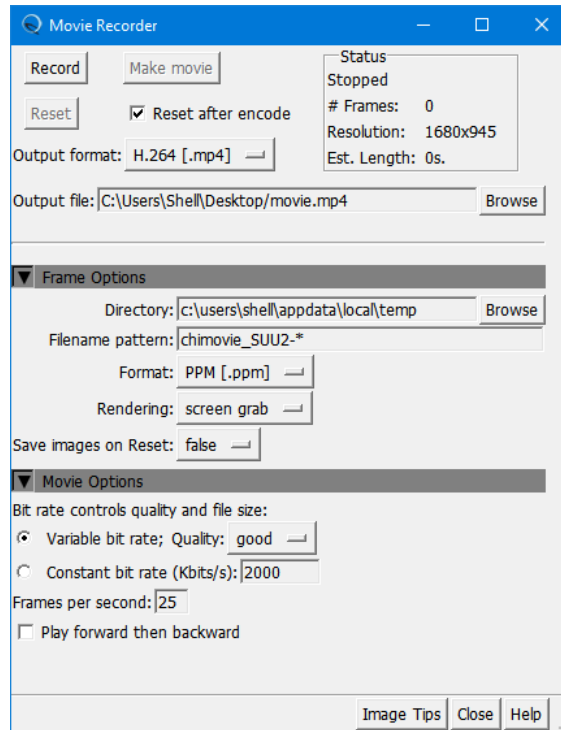 Movie Recorder
Record
Make movie
Status
Stopped
Reset
Reset after encode
# Frames: 0
Resolution: 1680x945
Output format: H.264 [.mp4]
Est. Length: 0s.
Output file: C:\Users\Shell\Desktop/movie.mp4 Browse
Frame Options
Directory: c:\users\shell\appdata\local\temp Browse
Filename pattern: chimovie_SUU2-*
Format: PPM [.ppm]
Rendering: screen grab
Save images on Reset: false
Movie Options
Bit rate controls quality and file size:
Variable bit rate; Quality: good
Constant bit rate (Kbits/s): 2000
Frames per second: 25
Play forward then backward
Image Tips Close Help